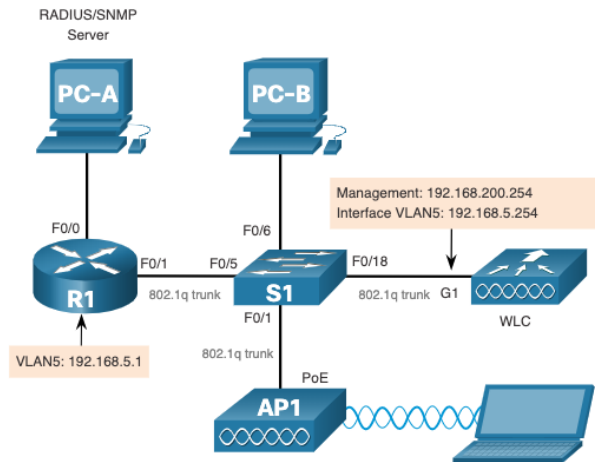 RADIUS/SNMP
Server
PC-A
PC-B
Management: 192.168.200.254
Interface VLAN5: 192.168.5.254
F0/0
F0/6
F0/1
F0/5
F0/18
R1
802.1q trunk
S1
802.1q trunk
G1
F0/1
WLC
VLAN5: 192.168.5.1
802.1q trunk
PoE
AP1